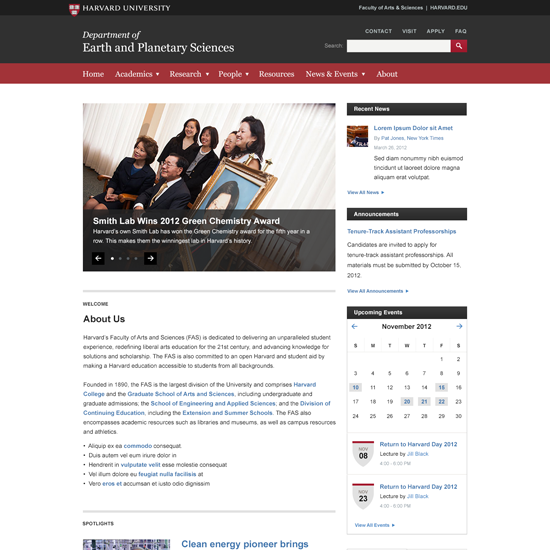 HARVARD UNIVERSITY
Faculty of Arts & Sciences | HARVARD.EDU
CONTACT VISIT APPLY FAQ
Department of
Earth and Planetary Sciences
Search:
Home Academics Research People Resources News & Events About
Smith Lab Wins 2012 Green Chemistry Award
Harvard's own Smith Lab has won the Green Chemistry award for the fifth year in a
row. This makes them the winningest lab in Harvard's history.
WELCOME
About Us
Harvard's Faculty of Arts and Sciences (FAS) is dedicated to delivering an unparalleled student
experience, redefining liberal arts education for the 21st century, and advancing knowledge for
solutions and scholarship. The FAS is also committed to an open Harvard and student aid by
making a Harvard education accessible to students from all backgrounds.
Founded in 1890, the FAS is the largest division of the University and comprises Harvard
College and the Graduate School of Arts and Sciences, including undergraduate and
graduate admissions; the School of Engineering and Applied Sciences; and the Division of
Continuing Education, including the Extension and Summer Schools. The FAS also
encompasses academic resources such as libraries and museums, as well as campus resources
and athletics.
• Aliquip ex ea commodo consequat.
• Duis autem vel eum iriure dolor in
• Hendrerit in vulputate velit esse molestie consequat
• Vel illum dolore eu feugiat nulla facilisis at
• Vero eros et accumsan et iusto odio dignissim
SPOTLIGHTS
Clean energy pioneer brings
Recent News
Lorem Ipsum Dolor sit Amet
By Pat Jones, New York Times
March 26, 2012
Sed diam nonummy nibh euismod
tincidunt ut laoreet dolore magna
aliquam erat volutpat.
View All News
Announcements
Tenure-Track Assistant Professorships
Candidates are invited to apply for
tenure-track assistant professorships. All
materials must be submitted by October 15.
2012.
View All Announcements
Upcoming Events
November 2012
S M T W T F S
1 2
3 4 5 6 7 8 9
10 11 12 13 14 15 16
17 18 19 20 21 22 23
24 25 26 27 28 29 30
NOV
08
Return to Harvard Day 2012
Lecture by Jill Black
4:00 - 6:00 PM
NOV
23
Return to Harvard Day 2012
Lecture by Jill Black
4:00 - 6:00 PM
View All Events